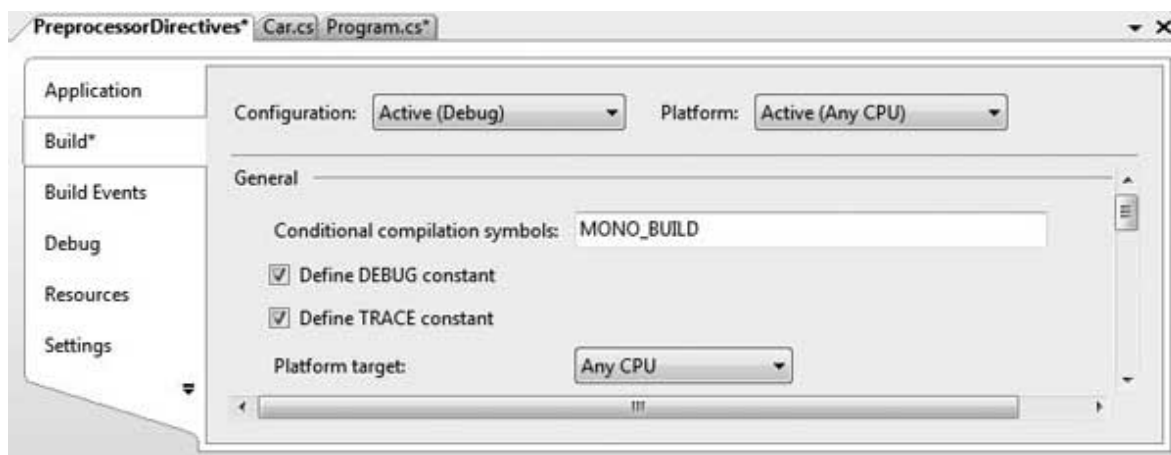 PreprocessorDirectives* Car.cs Program.cs*
Application
Build*
Build Events
Debug
Resources
Settings
Configuration: Active (Debug) Platform: Active (Any CPU)
General
Conditional compilation symbols: MONO_BUILD
Define DEBUG constant
Define TRACE constant
Platform target: Any CPU